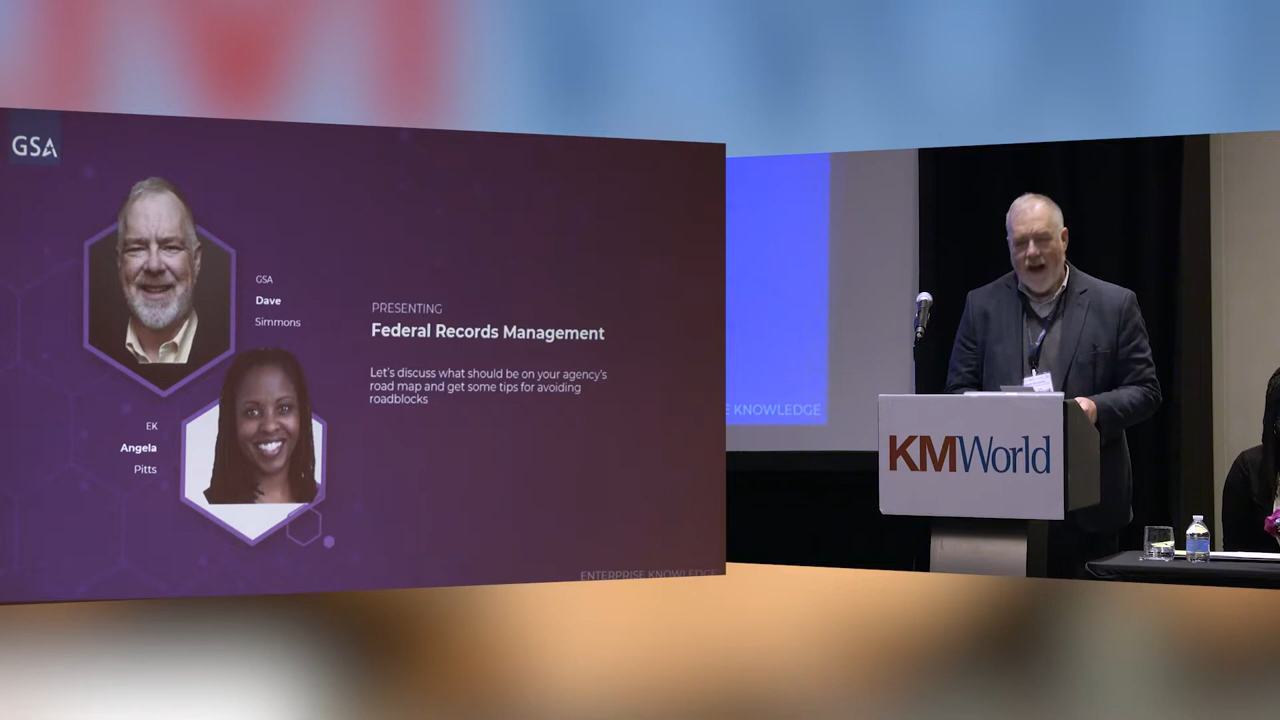 GSA
GSA
Dave
Simmons
EK
Angela
Pitts
PRESENTING
Federal Records Management
Let's discuss what should be on your agency's
road map and get some tips for avoiding
roadblocks
ENTERPRISE KNOWLEDGE
E KNOWLEDGE
KMWorld